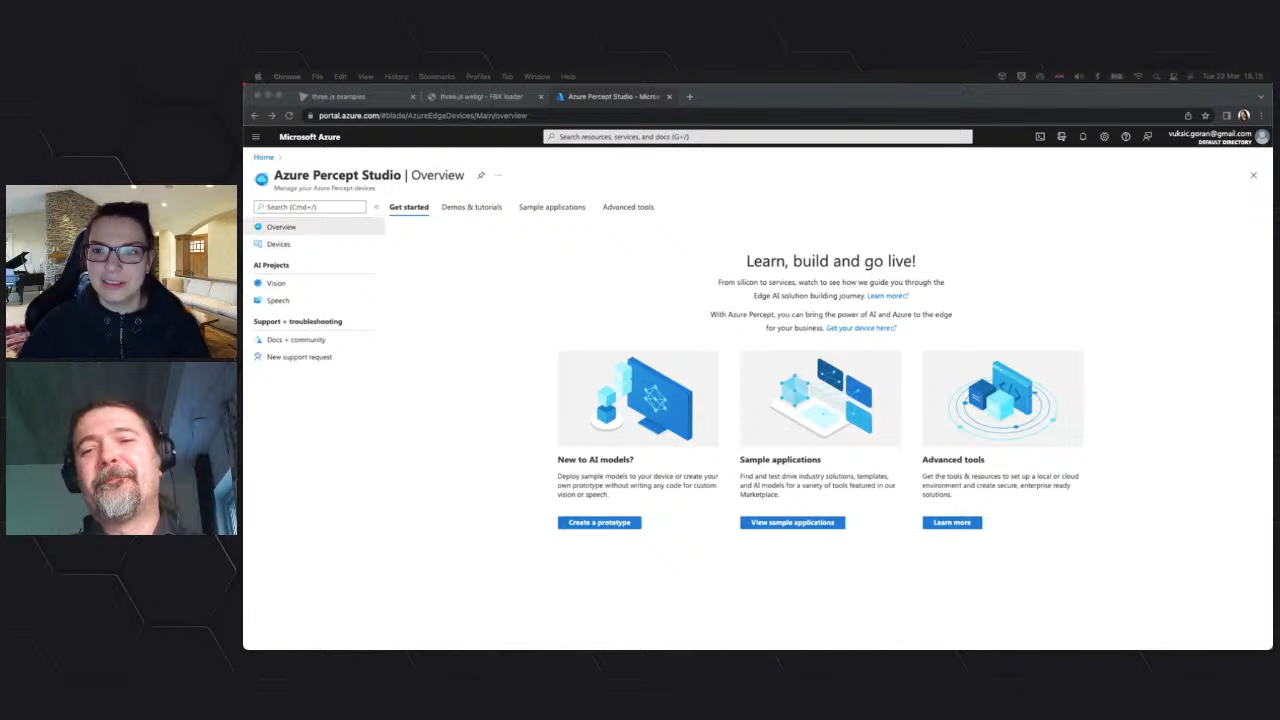 Chrome File Edit View History Bookmarks Profiles Tab Window Help Tue 22 Mar 18.15
three.js examples three.js webgl - FBX loader Azure Percept Studio - Micros
portal.azure.com/#blade/AzureEdgeDevices/Main/overview
Microsoft Azure Search resources, services, and docs (G+/) vuksic.goran@gmail.com
DEFAULT DIRECTORY
Home >
Azure Percept Studio | Overview
Manage your Azure Percept devices
Search (Cmd+/) « Get started Demos & tutorials Sample applications Advanced tools
Overview
Devices
AI Projects
Vision
Speech
Support + troubleshooting
Docs + community
New support request
Learn, build and go live!
From silicon to services, watch to see how we guide you through the
Edge AI solution building journey. Learn more
With Azure Percept, you can bring the power of AI and Azure to the edge
for your business. Get your device here
New to AI models?
Deploy sample models to your device or create your
own prototype without writing any code for custom
vision or speech.
Create a prototype
Sample applications
Find and test drive industry solutions, templates,
and AI models for a variety of tools featured in our
Marketplace.
View sample applications
Advanced tools
Get the tools & resources to set up a local or cloud
environment and create secure, enterprise ready
solutions.
Learn more